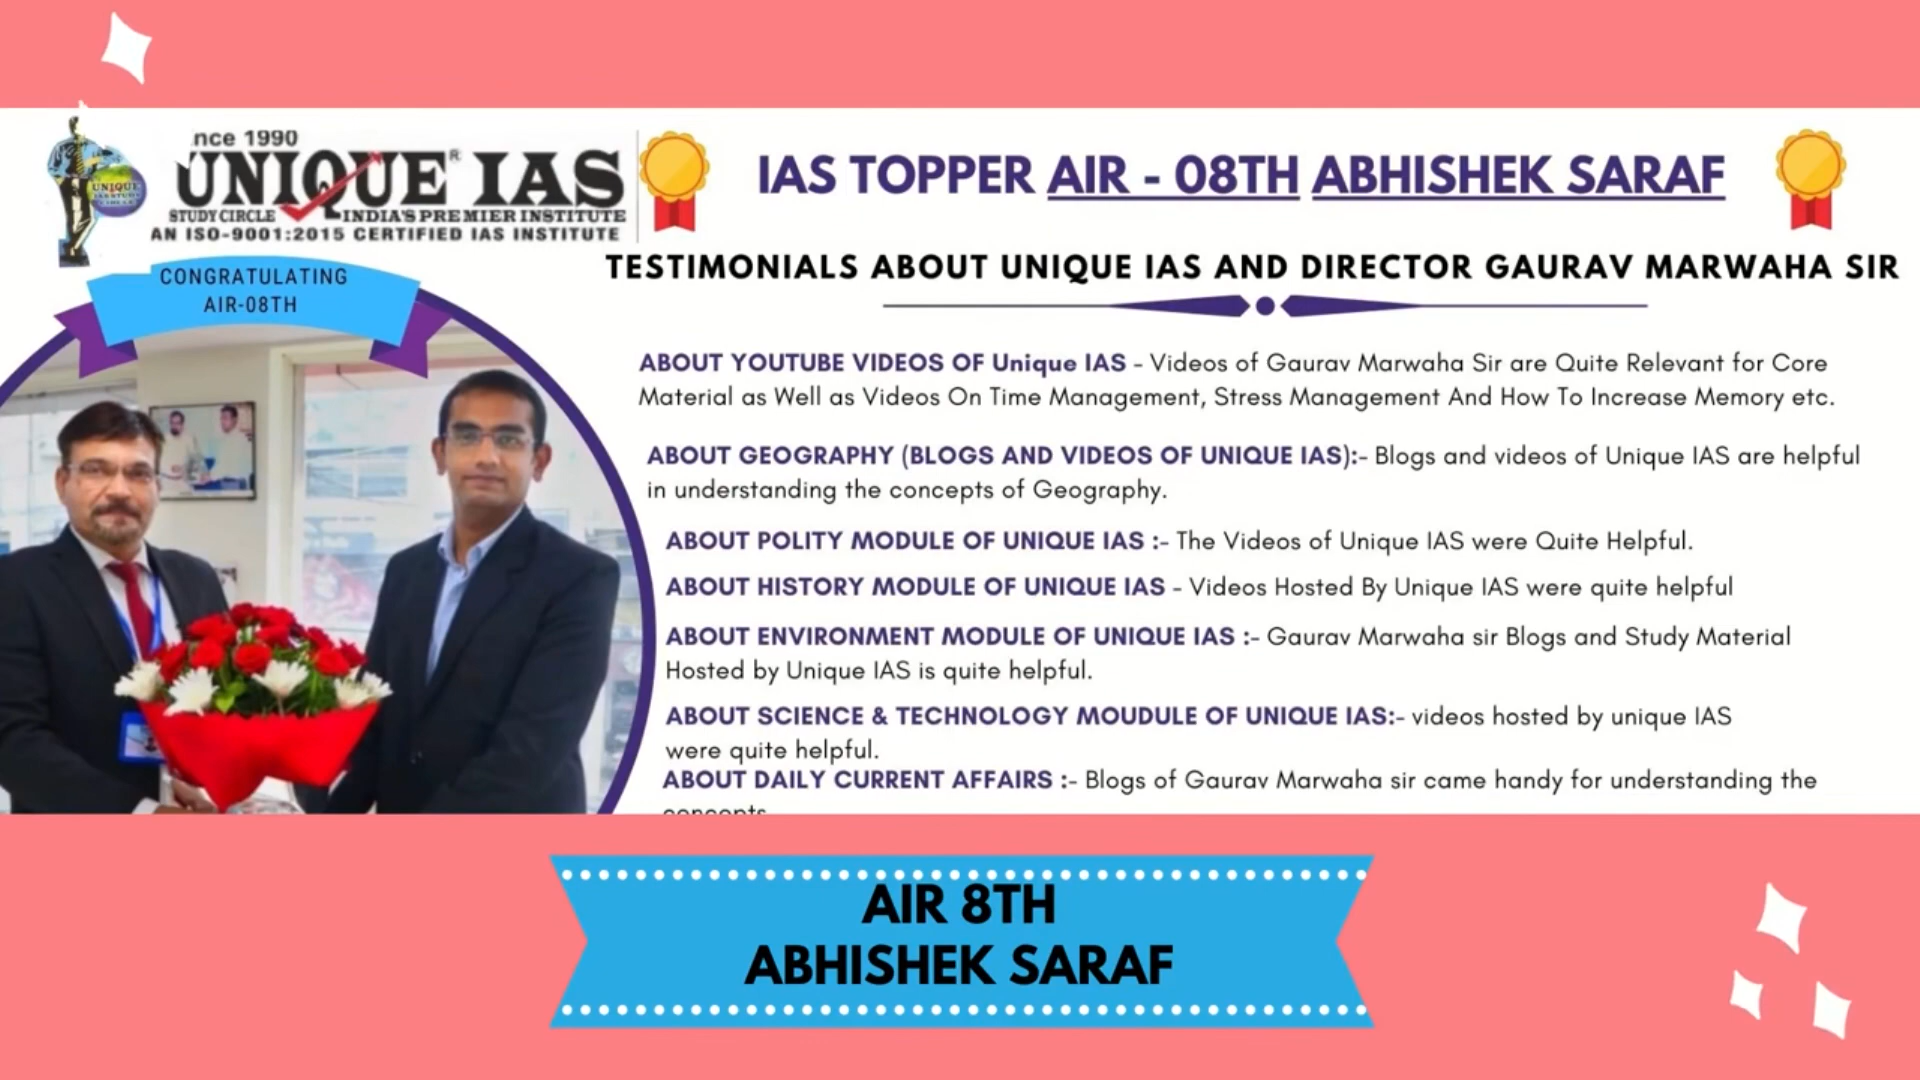 nce 1990
UNIQUE® IAS
STUDY CIRCLE INDIA'S PREMIER INSTITUTE
AN ISO-9001:2015 CERTIFIED IAS INSTITUTE
UNIQUE
IAS TOPPER AIR - 08TH ABHISHEK SARAF
TESTIMONIALS ABOUT UNIQUE IAS AND DIRECTOR GAURAV MARWAHA SIR
CONGRATULATING
AIR-08TH
ABOUT YOUTUBE VIDEOS OF Unique IAS - Videos of Gaurav Marwaha Sir are Quite Relevant for Core
Material as Well as Videos On Time Management, Stress Management And How To Increase Memory etc.
ABOUT GEOGRAPHY (BLOGS AND VIDEOS OF UNIQUE IAS):- Blogs and videos of Unique IAS are helpful
in understanding the concepts of Geography.
ABOUT POLITY MODULE OF UNIQUE IAS :- The Videos of Unique IAS were Quite Helpful.
ABOUT HISTORY MODULE OF UNIQUE IAS - Videos Hosted By Unique IAS were quite helpful
ABOUT ENVIRONMENT MODULE OF UNIQUE IAS :- Gaurav Marwaha sir Blogs and Study Material
Hosted by Unique IAS is quite helpful.
ABOUT SCIENCE & TECHNOLOGY MOUDULE OF UNIQUE IAS:- videos hosted by unique IAS
were quite helpful.
ABOUT DAILY CURRENT AFFAIRS :- Blogs of Gaurav Marwaha sir came handy for understanding the
concepts
AIR 8TH
ABHISHEK SARAF